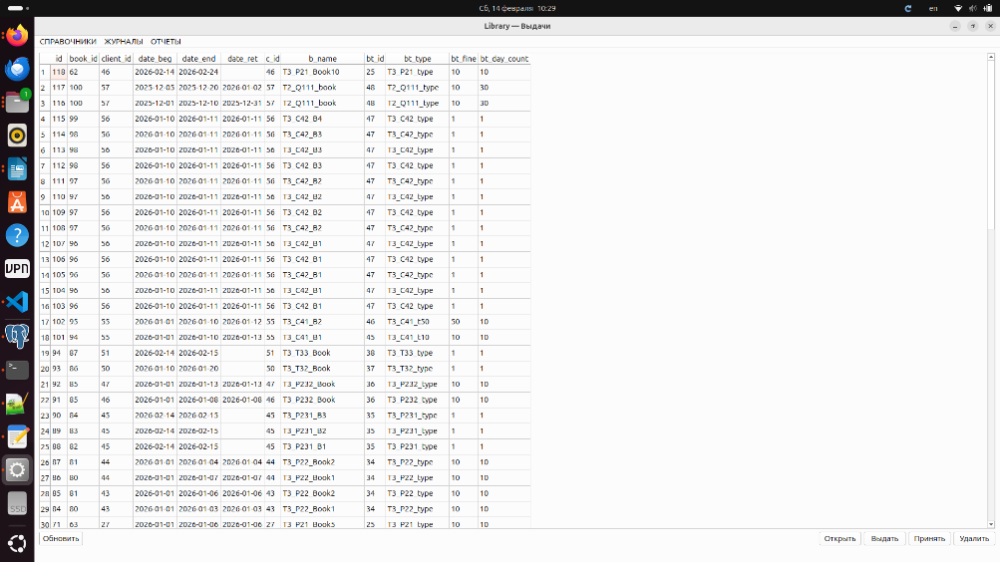 Сб, 14 февраля 10:29
en
Library — Выдачи
СПРАВОЧНИКИ ЖУРНАЛЫ ОТЧЕТЫ
id book_id client_id date_beg date_end date_ret c_id b_name bt_id bt_type bt_fine bt_day_count
1 118 62 46 2026-02-14 2026-02-24 46 T3_P21_Book10 25 T3_P21_type 10 10
2 117 100 57 2025-12-05 2025-12-20 2026-01-02 57 T2_Q111_book 48 T2_Q111_type 10 30
3 116 100 57 2025-12-01 2025-12-10 2025-12-31 57 T2_Q111_book 48 T2_Q111_type 10 30
4 115 99 56 2026-01-10 2026-01-11 2026-01-11 56 T3_C42_B4 47 T3_C42_type 1 1
5 114 98 56 2026-01-10 2026-01-11 2026-01-11 56 T3_C42_B3 47 T3_C42_type 1 1
6 113 98 56 2026-01-10 2026-01-11 2026-01-11 56 T3_C42_B3 47 T3_C42_type 1 1
7 112 98 56 2026-01-10 2026-01-11 2026-01-11 56 T3_C42_B3 47 T3_C42_type 1 1
8 111 97 56 2026-01-10 2026-01-11 2026-01-11 56 T3_C42_B2 47 T3_C42_type 1 1
9 110 97 56 2026-01-10 2026-01-11 2026-01-11 56 T3_C42_B2 47 T3_C42_type 1 1
10 109 97 56 2026-01-10 2026-01-11 2026-01-11 56 T3_C42_B2 47 T3_C42_type 1 1
11 108 97 56 2026-01-10 2026-01-11 2026-01-11 56 T3_C42_B2 47 T3_C42_type 1 1
12 107 96 56 2026-01-10 2026-01-11 2026-01-11 56 T3_C42_B1 47 T3_C42_type 1 1
13 106 96 56 2026-01-10 2026-01-11 2026-01-11 56 T3_C42_B1 47 T3_C42_type 1 1
14 105 96 56 2026-01-10 2026-01-11 2026-01-11 56 T3_C42_B1 47 T3_C42_type 1 1
15 104 96 56 2026-01-10 2026-01-11 2026-01-11 56 T3_C42_B1 47 T3_C42_type 1 1
16 103 96 56 2026-01-10 2026-01-11 2026-01-11 56 T3_C42_B1 47 T3_C42_type 1 1
17 102 95 55 2026-01-01 2026-01-10 2026-01-12 55 T3_C41_B2 46 T3_C41_t50 50 10
18 101 94 55 2026-01-01 2026-01-10 2026-01-13 55 T3_C41_B1 45 T3_C41_t10 10 10
19 94 87 51 2026-02-14 2026-02-15 51 T3_T33_Book 38 T3_T33_type 1 1
20 93 86 50 2026-01-10 2026-01-20 50 T3_T32_Book 37 T3_T32_type 1 1
21 92 85 47 2026-01-01 2026-01-13 2026-01-13 47 T3_P232_Book 36 T3_P232_type 10 10
22 91 85 46 2026-01-01 2026-01-08 2026-01-08 46 T3_P232_Book 36 T3_P232_type 10 10
23 90 84 45 2026-02-14 2026-02-15 45 T3_P231_B3 35 T3_P231_type 1 1
24 89 83 45 2026-02-14 2026-02-15 45 T3_P231_B2 35 T3_P231_type 1 1
25 88 82 45 2026-02-14 2026-02-15 45 T3_P231_B1 35 T3_P231_type 1 1
26 87 81 44 2026-01-01 2026-01-04 2026-01-04 44 T3_P22_Book2 34 T3_P22_type 10 10
27 86 80 44 2026-01-01 2026-01-07 2026-01-07 44 T3_P22_Book1 34 T3_P22_type 10 10
28 85 81 43 2026-01-01 2026-01-06 2026-01-06 43 T3_P22_Book2 34 T3_P22_type 10 10
29 84 80 43 2026-01-01 2026-01-03 2026-01-03 43 T3_P22_Book1 34 T3_P22_type 10 10
30 71 63 27 2026-01-01 2026-01-06 2026-01-06 27 T3_P21_Book5 25 T3_P21_type 10 10
Обновить Открыть Выдать Принять Удалить
1
VPN
SSD